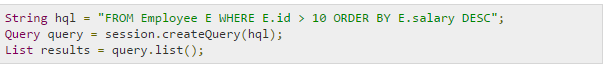 String hql = "FROM Employee E WHERE E.id > 10 ORDER BY E.salary DESC";
Query query = session.createQuery(hql);
List results = query.list();